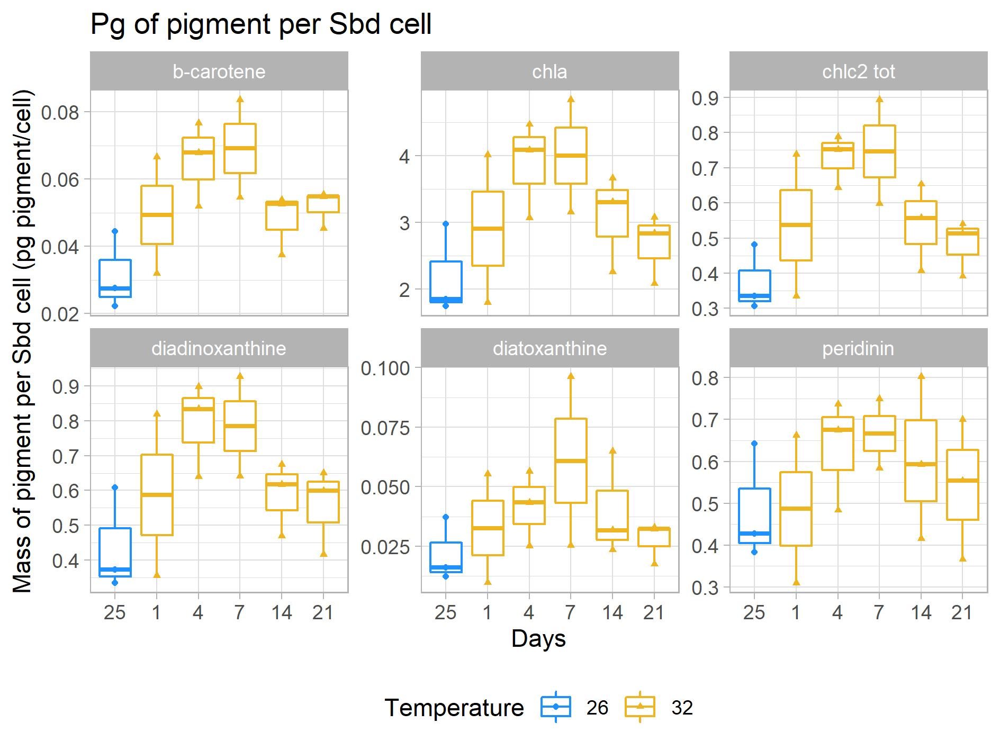 Pg of pigment per Sbd cell
Mass of pigment per Sbd cell (pg pigment/cell)
b-carotene
0.08
0.06
0.04
0.02
chla
4
3
2
chlc2 tot
0.9
0.8
0.7
0.6
0.5
0.4
0.3
diadinoxanthine
0.9
0.8
0.7
0.6
0.5
0.4
25 1 4 7 14 21
diatoxanthine
0.100
0.075
0.050
0.025
25 1 4 7 14 21
peridinin
0.8
0.7
0.6
0.5
0.4
0.3
25 1 4 7 14 21
Days
Temperature 26 32